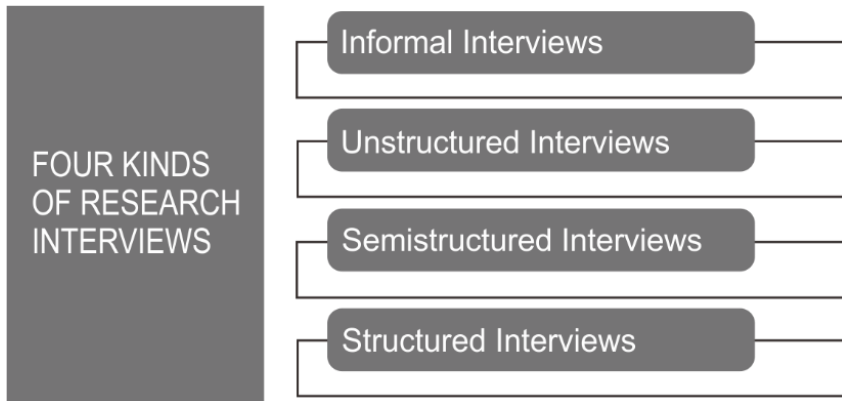 FOUR KINDS
OF RESEARCH
INTERVIEWS
Informal Interviews
Unstructured Interviews
Semistructured Interviews
Structured Interviews